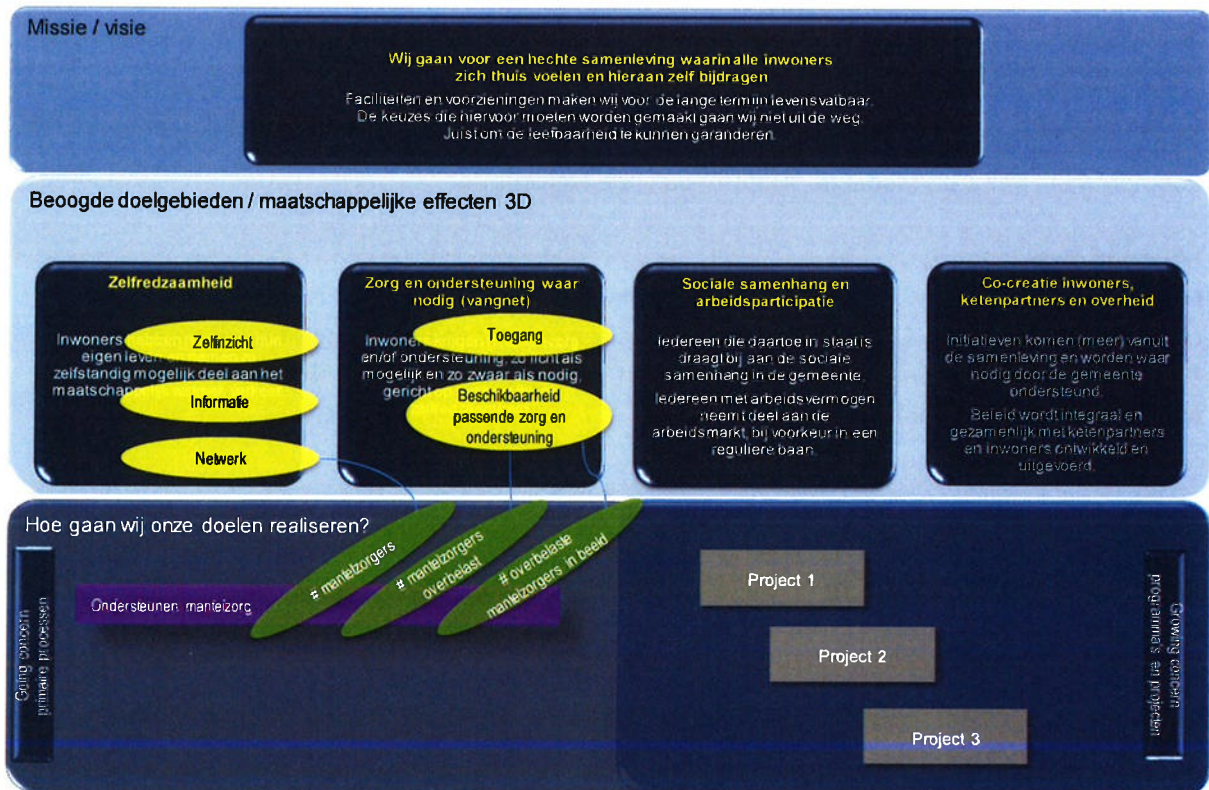 Missie / visie
Wij gaan voor een hechte samenleving waarin alle inwoners
zich thuis voelen en hieraan zelf bijdragen
Faciliteiten en voorzieningen maken wij voor de lange termijn levensvatbaar.
De keuzes die hiervoor moeten worden gemaakt gaan wij niet uit de weg.
Juist om de leefbaarheid te kunnen garanderen.
Beoogde doelgebieden / maatschappelijke effecten 3D
Zelfredzaamheid
Inwoners
eigen leven
zelfstandig mogelijk deel aan het
maatschappelijk
Zelfinzicht
Informatie
Netwerk
Zorg en ondersteuning waar
nodig (vangnet)
Inwoners
en/of ondersteuning, zo licht als
mogelijk en zo zwaar als nodig,
gericht
Toegang
Beschikbaarheid
passende zorg en
ondersteuning
Sociale samenhang en
arbeidsparticipatie
Iedereen die daartoe in staat is
draagt bij aan de sociale
samenhang in de gemeente.
Iedereen met arbeidsvermogen
neemt deel aan de
arbeidsmarkt, bij voorkeur in een
reguliere baan.
Co-creatie inwoners,
ketenpartners en overheid
Initiatieven komen (meer) vanuit
de samenleving en worden waar
nodig door de gemeente
ondersteund.
Beleid wordt integraal en
gezamenlijk met ketenpartners
en inwoners ontwikkeld en
uitgevoerd.
Hoe gaan wij onze doelen realiseren?
Going concern
primaire processen
Ondersteunen mantelzorg
# mantelzorgers
# mantelzorgers
overbelast
# overbelaste
mantelzorgers in beeld
Project 1
Project 2
Project 3
Growing concern
programma's en projecten